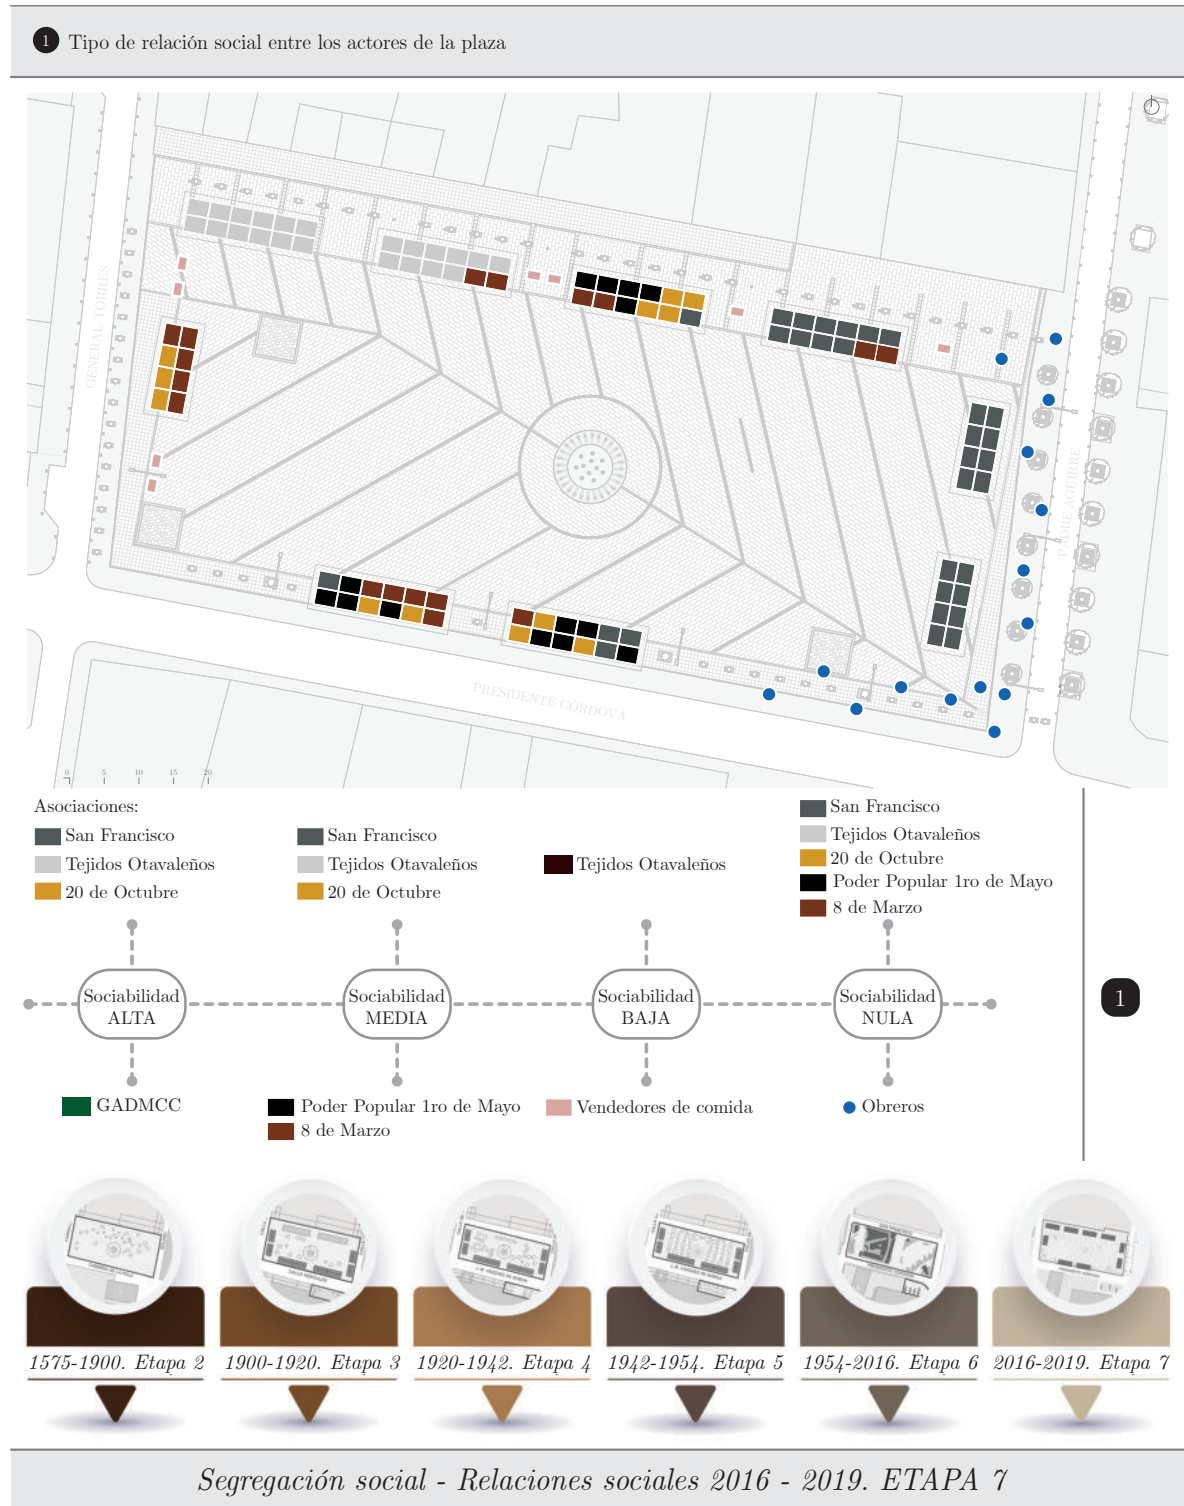 1 Tipo de relación social entre los actores de la plaza
GENERAL TORRES
PADRE AGUIRRE
PRESIDENTE CÓRDOVA
0 5 10 15 20
Asociaciones:
San Francisco
Tejidos Otavaleños
20 de Octubre
San Francisco
Tejidos Otavaleños
20 de Octubre
Tejidos Otavaleños
San Francisco
Tejidos Otavaleños
20 de Octubre
Poder Popular 1ro de Mayo
8 de Marzo
Sociabilidad
ALTA
Sociabilidad
MEDIA
Sociabilidad
BAJA
Sociabilidad
NULA
1
GADMCC
Poder Popular 1ro de Mayo
8 de Marzo
Vendedores de comida
Obreros
1575-1900. Etapa 2
1900-1920. Etapa 3
1920-1942. Etapa 4
1942-1954. Etapa 5
1954-2016. Etapa 6
2016-2019. Etapa 7
Segregación social - Relaciones sociales 2016 - 2019. ETAPA 7